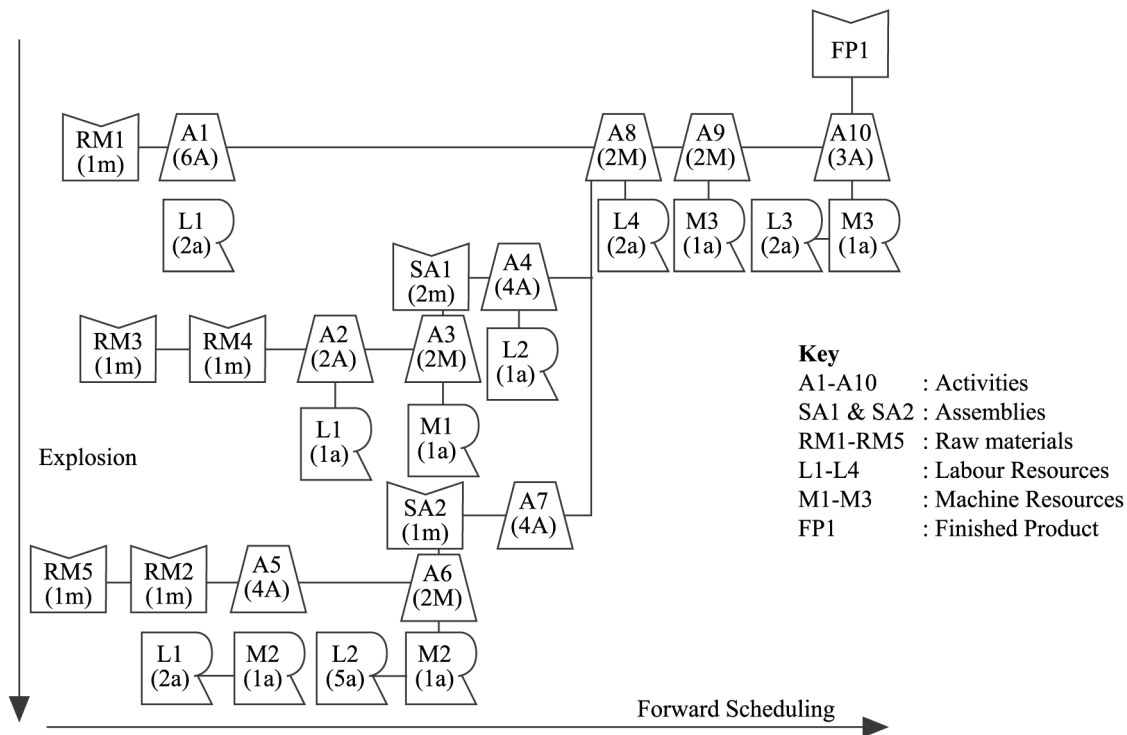 FP1
RM1
(1m)
A1
(6A)
A8
(2M)
A9
(2M)
A10
(3A)
L1
(2a)
L4
(2a)
M3
(1a)
L3
(2a)
M3
(1a)
SA1
(2m)
A4
(4A)
RM3
(1m)
RM4
(1m)
A2
(2A)
A3
(2M)
L2
(1a)
L1
(1a)
M1
(1a)
Explosion
SA2
(1m)
A7
(4A)
RM5
(1m)
RM2
(1m)
A5
(4A)
A6
(2M)
L1
(2a)
M2
(1a)
L2
(5a)
M2
(1a)
Key
A1-A10 : Activities
SA1 & SA2 : Assemblies
RM1-RM5 : Raw materials
L1-L4 : Labour Resources
M1-M3 : Machine Resources
FP1 : Finished Product
Forward Scheduling